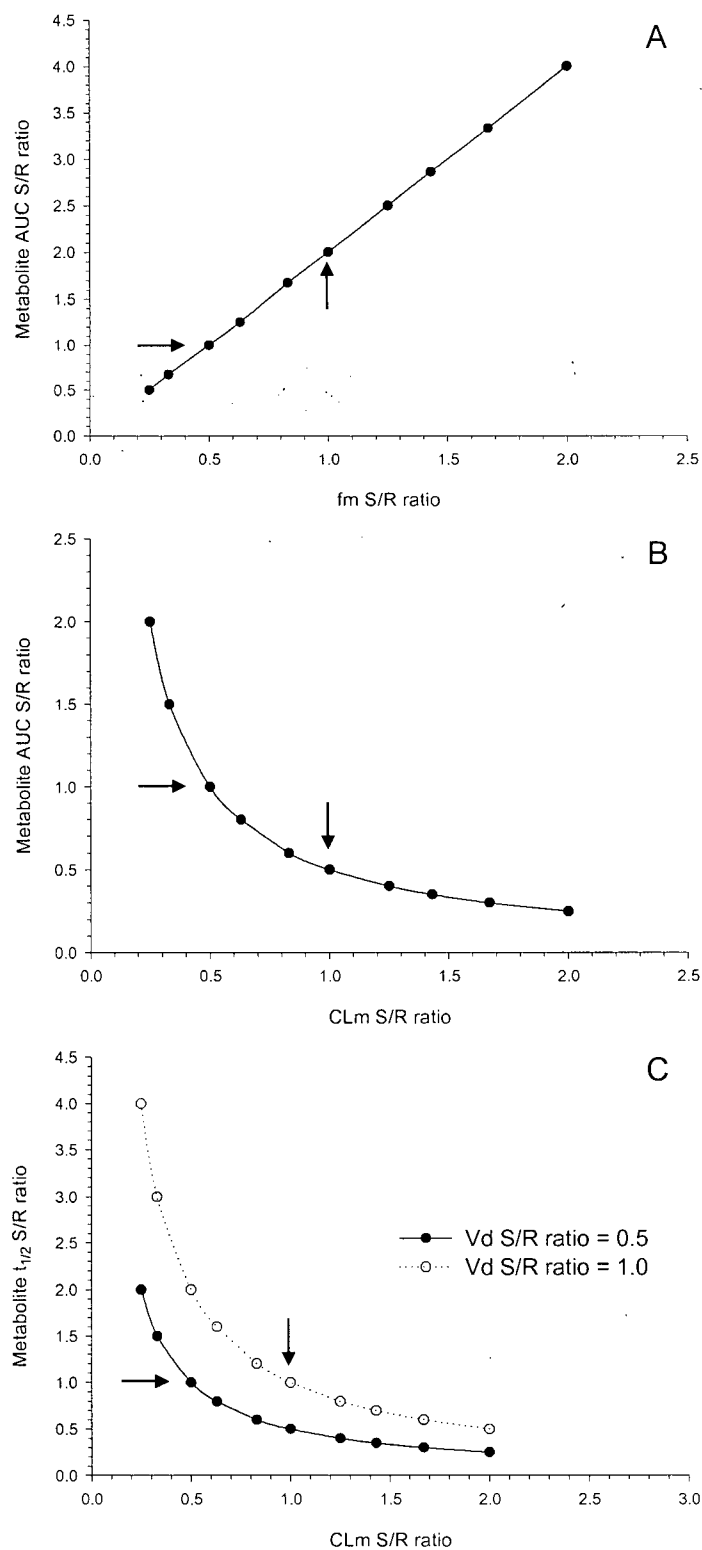 A
4.5
4.0
3.5
3.0
2.5
2.0
1.5
1.0
0.5
0.0
Metabolite AUC S/R ratio
0.0 0.5 1.0 1.5 2.0 2.5
fm S/R ratio
B
2.5
2.0
1.5
1.0
0.5
0.0
Metabolite AUC S/R ratio
0.0 0.5 1.0 1.5 2.0 2.5
CLm S/R ratio
C
4.5
4.0
3.5
3.0
2.5
2.0
1.5
1.0
0.5
0.0
Metabolite t1/2 S/R ratio
Vd S/R ratio = 0.5
Vd S/R ratio = 1.0
0.0 0.5 1.0 1.5 2.0 2.5 3.0
CLm S/R ratio